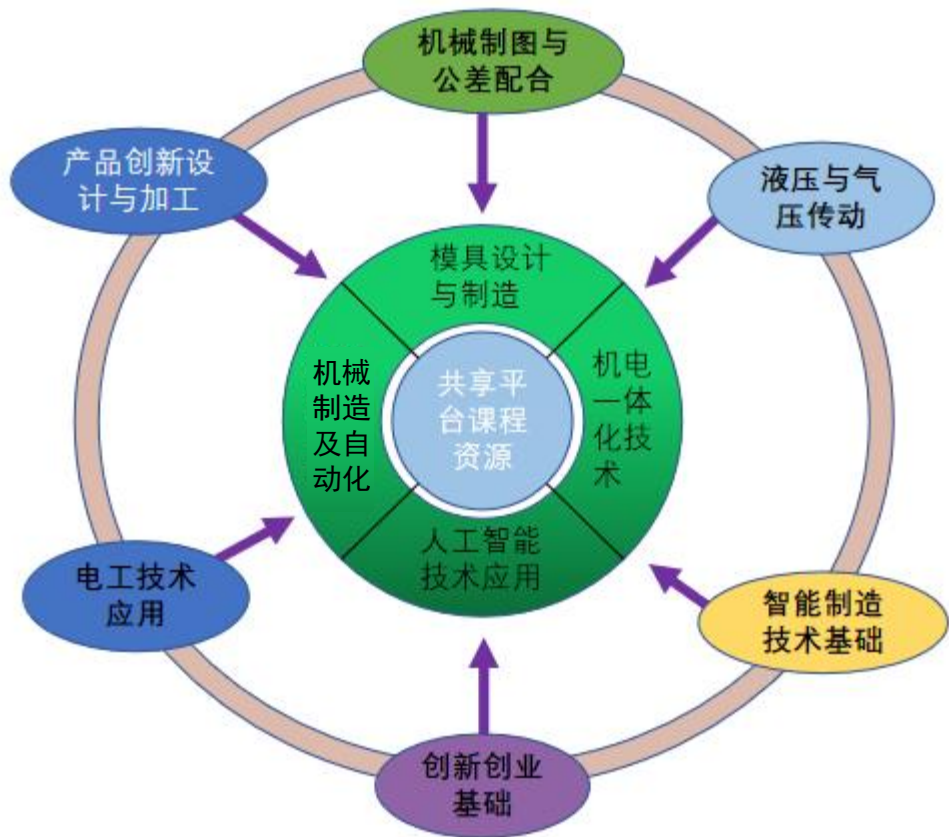 机械制图与
公差配合
产品创新设
计与加工
液压与气
压传动
模具设计
与制造
机械
制造
及自
动化
共享平
台课程
资源
机电
一体
化技
术
人工智能
技术应用
电工技术
应用
智能制造
技术基础
创新创业
基础